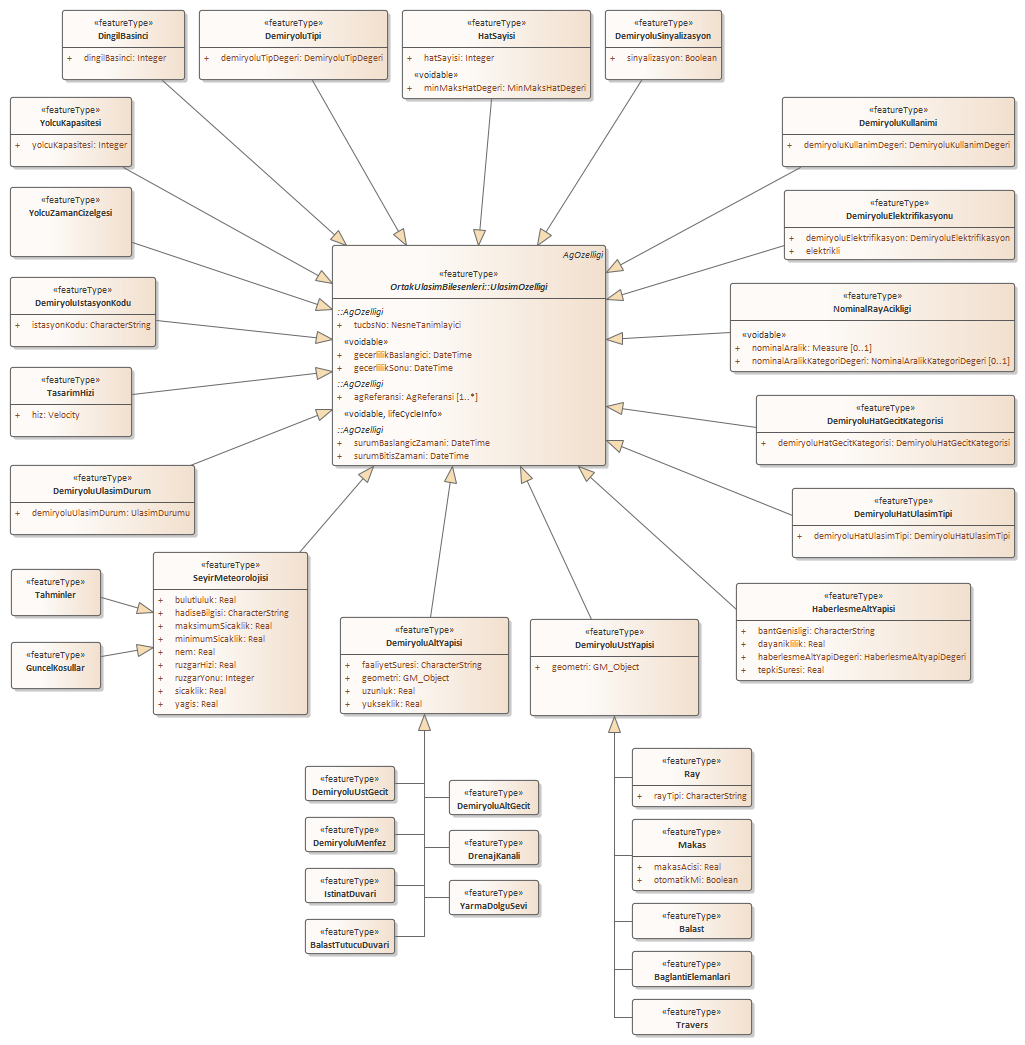 «featureType»
DingilBasinci
+ dingilBasinci: Integer
«featureType»
DemiryoluTipi
+ demiryoluTipDegeri: DemiryoluTipDegeri
«featureType»
HatSayisi
+ hatSayisi: Integer
«voidable»
+ minMaksHatDegeri: MinMaksHatDegeri
«featureType»
DemiryoluSinyalizasyon
+ sinyalizasyon: Boolean
«featureType»
YolcuKapasitesi
+ yolcuKapasitesi: Integer
«featureType»
DemiryoluKullanimi
+ demiryoluKullanimDegeri: DemiryoluKullanimDegeri
«featureType»
YolcuZamanCizelgesi
«featureType»
DemiryoluElektrifikasyonu
+ demiryoluElektrifikasyon: DemiryoluElektrifikasyon
+ elektrikli
AgOzelligi
«featureType»
OrtakUlasimBilesenleri::UlasimOzelligi
::AgOzelligi
+ tucbsNo: NesneTanimlayici
«voidable»
+ gecerlilikBaslangici: DateTime
+ gecerlilikSonu: DateTime
::AgOzelligi
+ agReferansi: AgReferansi [1..*]
«voidable, lifeCycleInfo»
::AgOzelligi
+ surumBaslangicZamani: DateTime
+ surumBitisZamani: DateTime
«featureType»
DemiryoluIstasyonKodu
+ istasyonKodu: CharacterString
«featureType»
NominalRayAcikligi
«voidable»
+ nominalAralik: Measure [0..1]
+ nominalAralikKategoriDegeri: NominalAralikKategoriDegeri [0..1]
«featureType»
TasarimHizi
+ hiz: Velocity
«featureType»
DemiryoluHatGecitKategorisi
+ demiryoluHatGecitKategorisi: DemiryoluHatGecitKategorisi
«featureType»
DemiryoluUlasimDurum
+ demiryoluUlasimDurum: UlasimDurumu
«featureType»
DemiryoluHatUlasimTipi
+ demiryoluHatUlasimTipi: DemiryoluHatUlasimTipi
«featureType»
Tahminler
«featureType»
GuncelKosullar
«featureType»
SeyirMeteorolojisi
+ bulutluluk: Real
+ hadiseBilgisi: CharacterString
+ maksimumSicaklik: Real
+ minimumSicaklik: Real
+ nem: Real
+ ruzgarHizi: Real
+ ruzgarYonu: Integer
+ sicaklik: Real
+ yagis: Real
«featureType»
DemiryoluAltYapisi
+ faaliyetSuresi: CharacterString
+ geometri: GM_Object
+ uzunluk: Real
+ yukseklik: Real
«featureType»
DemiryoluUstYapisi
+ geometri: GM_Object
«featureType»
HaberlesmeAltYapisi
+ bantGenisligi: CharacterString
+ dayaniklilik: Real
+ haberlesmeAltYapiDegeri: HaberlesmeAltyapiDegeri
+ tepkiSuresi: Real
«featureType»
DemiryoluUstGecit
«featureType»
DemiryoluAltGecit
«featureType»
DemiryoluMenfez
«featureType»
DrenajKanali
«featureType»
IstinatDuvari
«featureType»
YarmaDolguSevi
«featureType»
BalastTutucuDuvari
«featureType»
Ray
+ rayTipi: CharacterString
«featureType»
Makas
+ makasAcisi: Real
+ otomatikMi: Boolean
«featureType»
Balast
«featureType»
BaglantiElemanlari
«featureType»
Travers